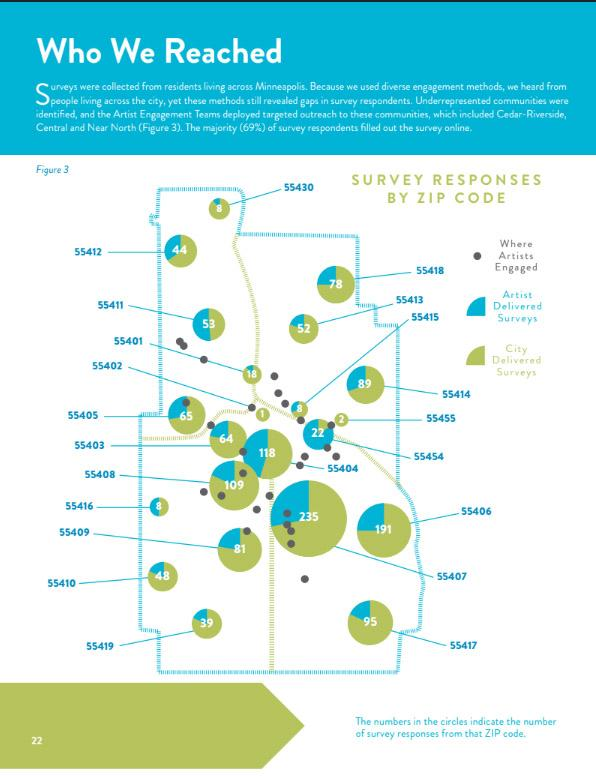 Who We Reached
Surveys were collected from residents living across Minneapolis. Because we used diverse engagement methods, we heard from
people living across the city, yet these methods still revealed gaps in survey respondents. Underrepresented communities were
identified, and the Artist Engagement Teams deployed targeted outreach to these communities, which included Cedar-Riverside,
Central and Near North (Figure 3). The majority (69%) of survey respondents filled out the survey online.
Figure 3
SURVEY RESPONSES
BY ZIP CODE
55430
8
Where
Artists
Engaged
55412
44
55418
78
Artist
Delivered
Surveys
55413
52
55411
53
55415
8
55401
18
City
Delivered
Surveys
55402
1
89
55414
55405
65
2
55455
55403
64
22
55454
118
55404
55408
109
55416
8
235
191
55406
55409
81
55407
55410
48
39
55419
95
55417
The numbers in the circles indicate the number
of survey responses from that ZIP code.
22